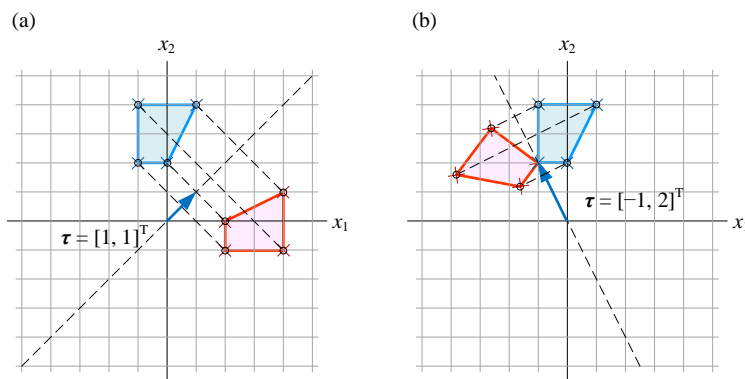 (a)
(b)
x₂
x₂
x₁
τ = [1, 1]ᵀ
τ = [−1, 2]ᵀ